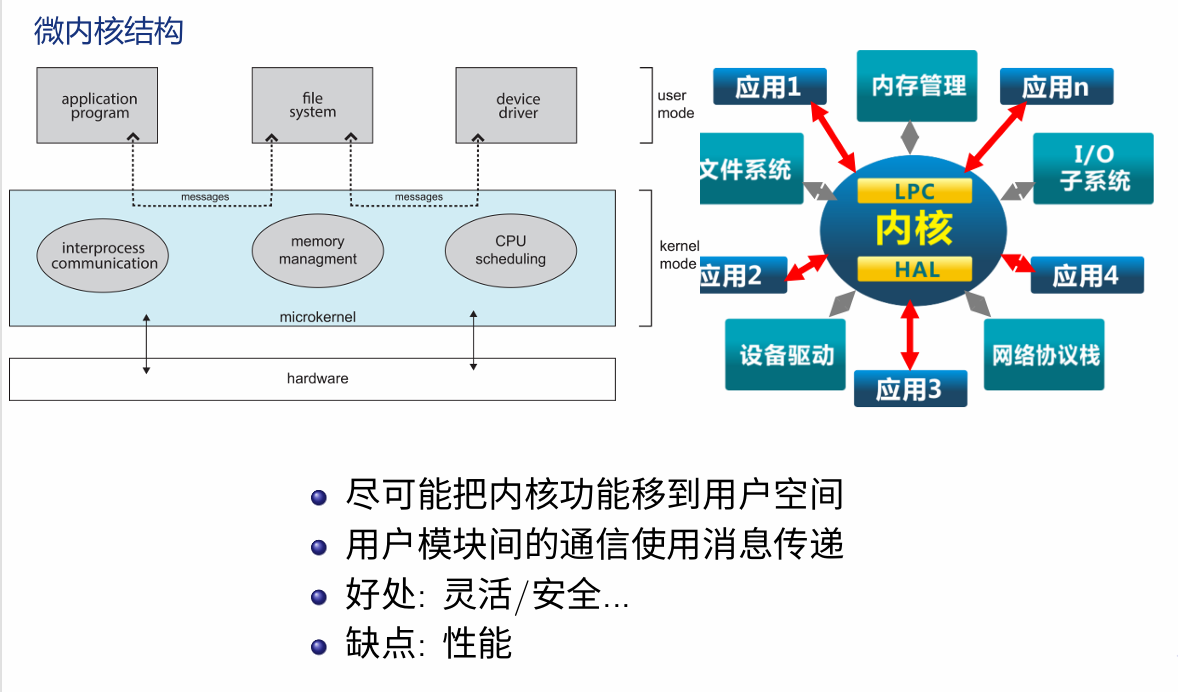 微内核结构
application
program
file
system
device
driver
user
mode
messages
messages
interprocess
communication
memory
managment
CPU
scheduling
kernel
mode
microkernel
hardware
应用1
内存管理
应用n
文件系统
I/O
子系统
LPC
内核
HAL
应用2
应用4
设备驱动
网络协议栈
应用3
尽可能把内核功能移到用户空间
用户模块间的通信使用消息传递
好处: 灵活/安全...
缺点: 性能